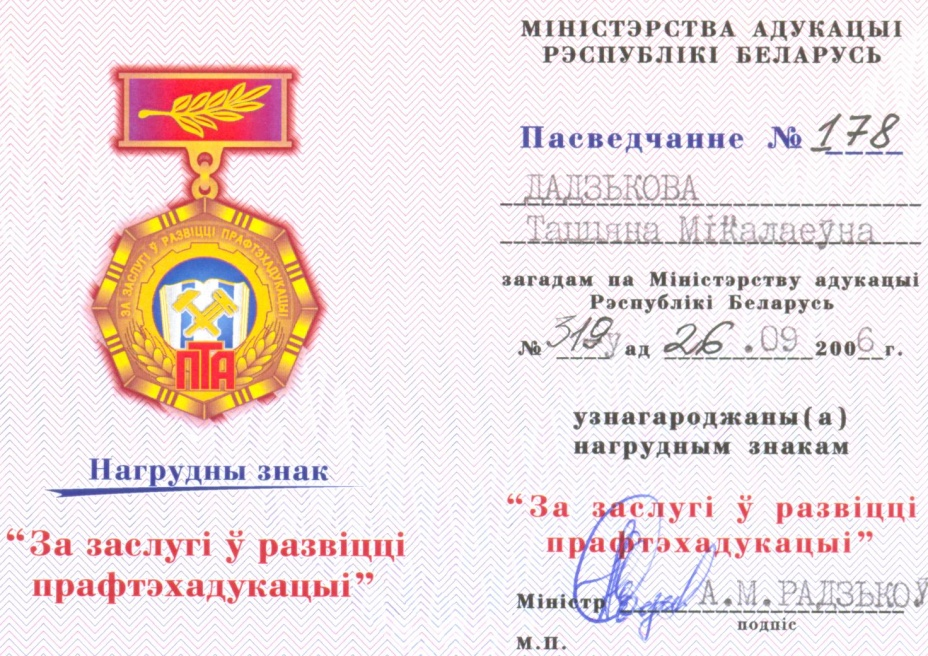 ЗА ЗАСЛУГІ Ў РАЗВІЦЦІ ПРАФТЭХАДУКАЦЫІ
ПТА
Нагрудны знак
“За заслугі ў развіцці
прафтэхадукацыі”
МІНІСТЭРСТВА АДУКАЦЫІ
РЭСПУБЛІКІ БЕЛАРУСЬ
Пасведчанне № 178
ДАДЗЬКОВА
Таццяна Мікалаеўна
загадам па Міністэрству адукацыі
Рэспублікі Беларусь
№ 319у ад 26.09 2006 г.
узнагароджаны(а)
нагрудным знакам
“За заслугі ў развіцці
прафтэхадукацыі”
Міністр А.М.РАДЗЬКОЎ
подпіс
М.П.